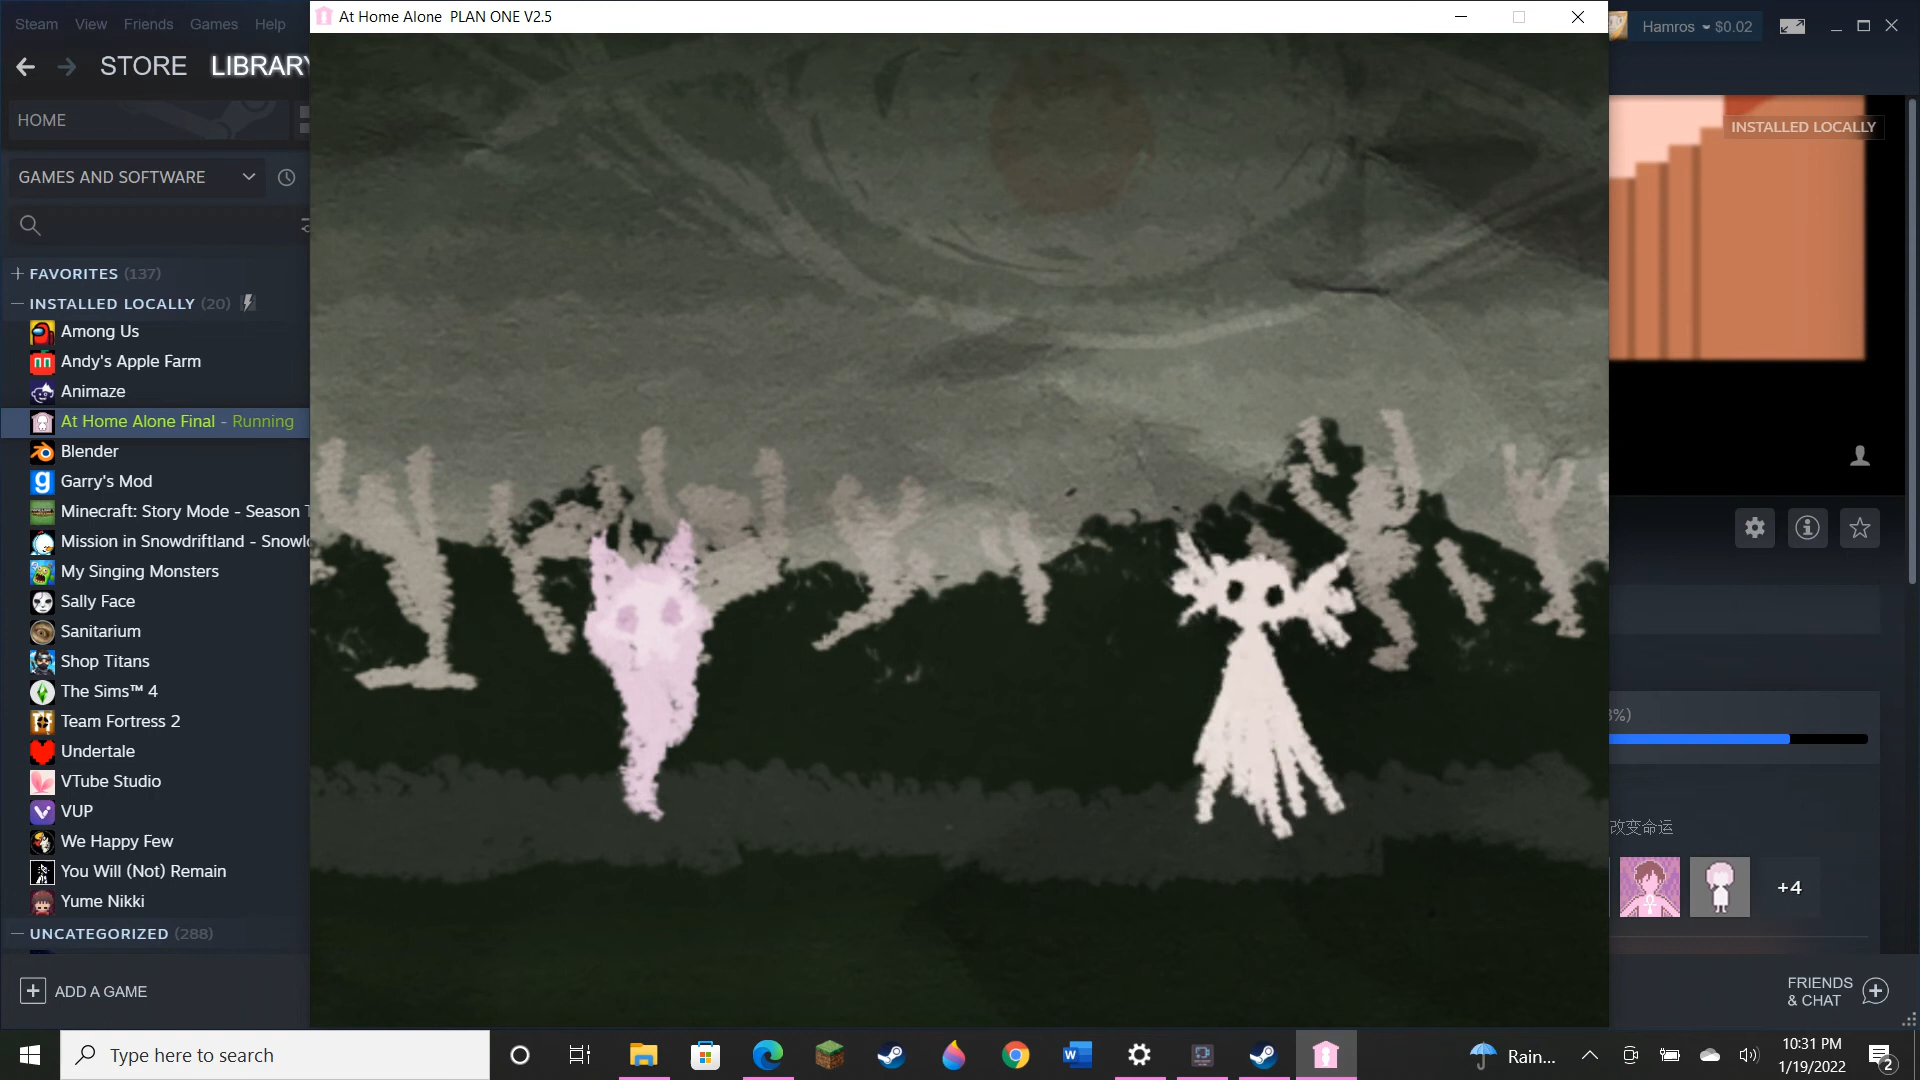 Steam View Friends Games Help
At Home Alone PLAN ONE V2.5
Hamros $0.02
STORE LIBRARY
HOME
INSTALLED LOCALLY
GAMES AND SOFTWARE
FAVORITES (137)
INSTALLED LOCALLY (20)
Among Us
Andy's Apple Farm
Animaze
At Home Alone Final - Running
Blender
Garry's Mod
Minecraft: Story Mode - Season
Mission in Snowdriftland - Snowl
My Singing Monsters
Sally Face
Sanitarium
Shop Titans
The Sims™ 4
Team Fortress 2
Undertale
VTube Studio
VUP
We Happy Few
You Will (Not) Remain
Yume Nikki
UNCATEGORIZED (288)
%)
改变命运
+4
ADD A GAME
FRIENDS
& CHAT
Type here to search
Rain...
10:31 PM
1/19/2022
2